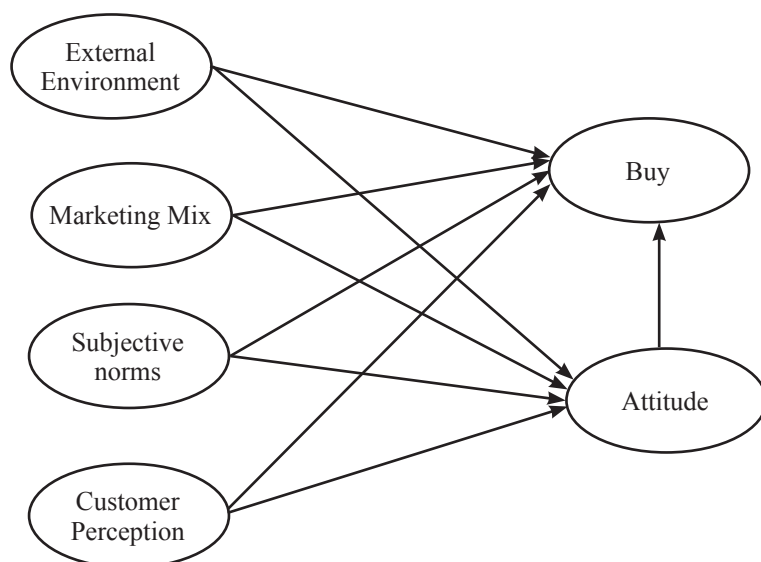 External
Environment
Marketing Mix
Buy
Subjective
norms
Attitude
Customer
Perception